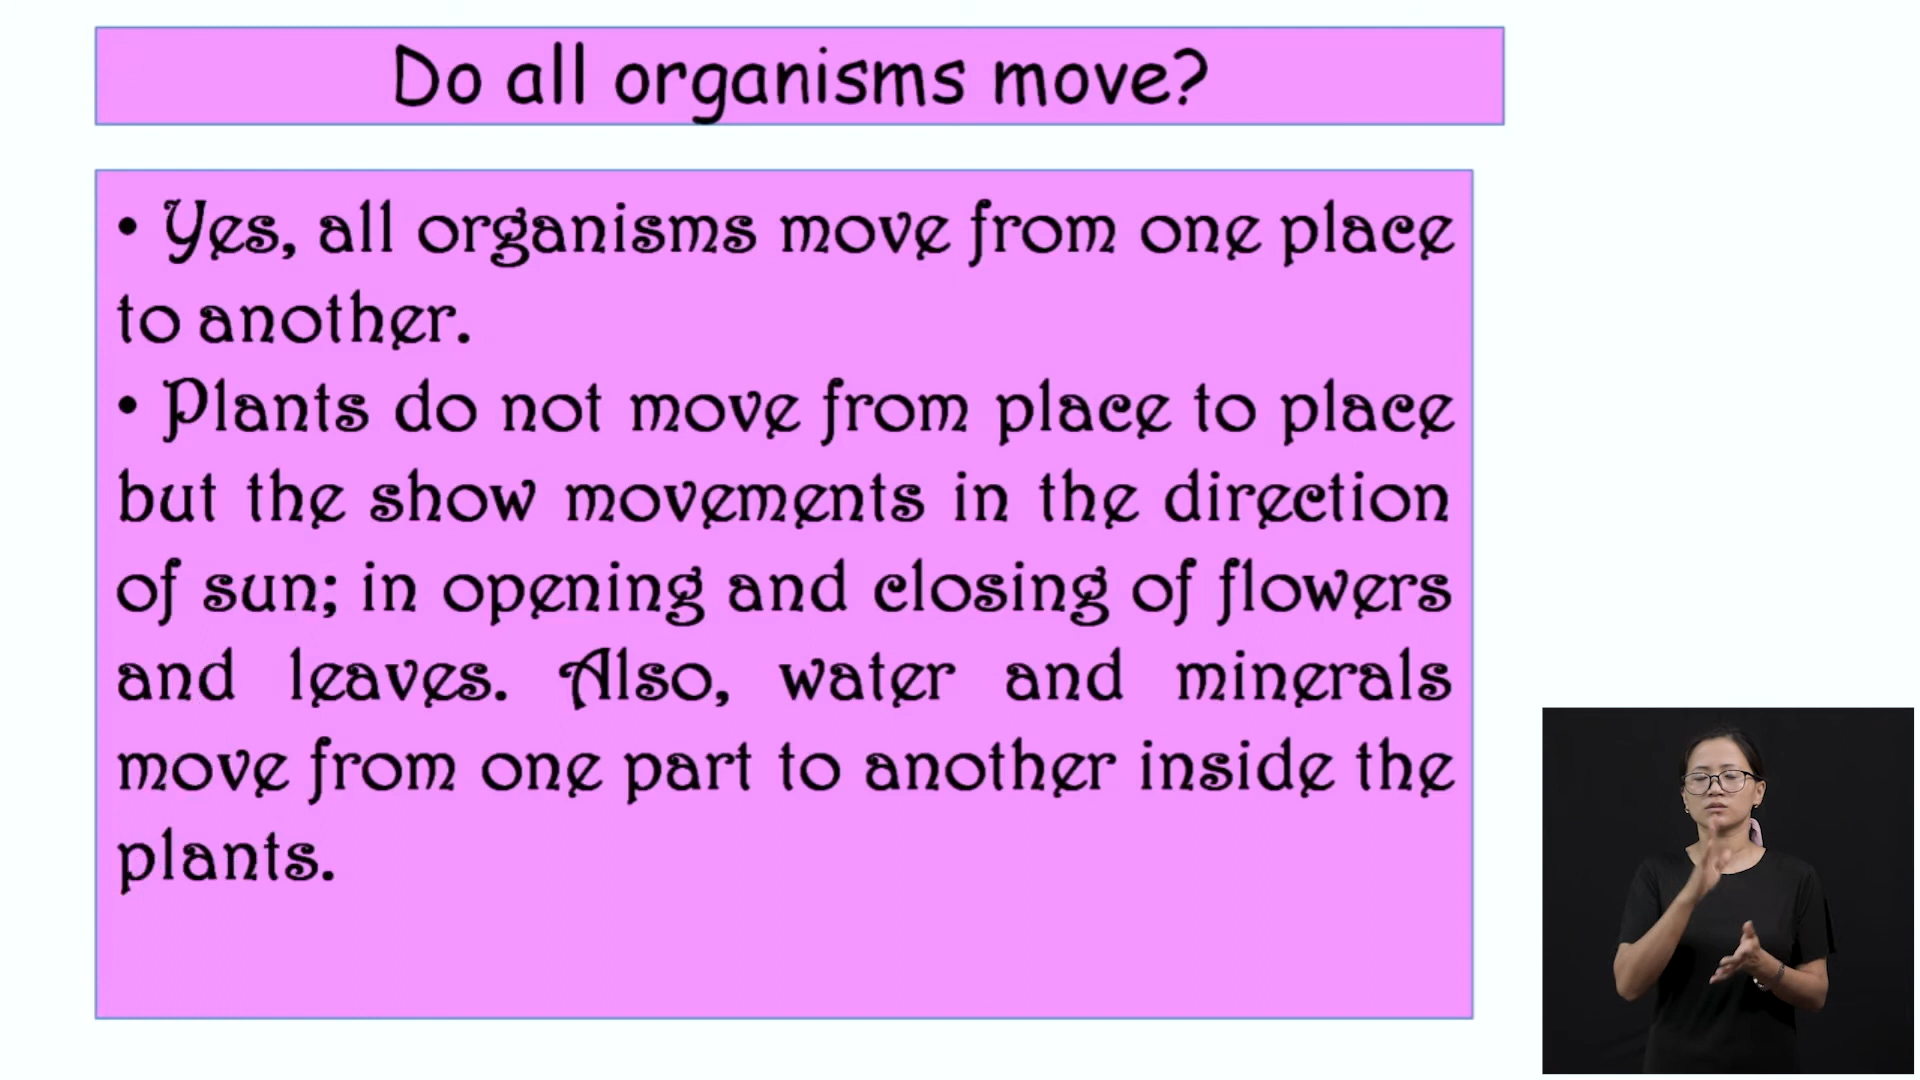 Do all organisms move?
• Yes, all organisms move from one place
to another.
• Plants do not move from place to place
but the show movements in the direction
of sun; in opening and closing of flowers
and leaves. Also, water and minerals
move from one part to another inside the
plants.